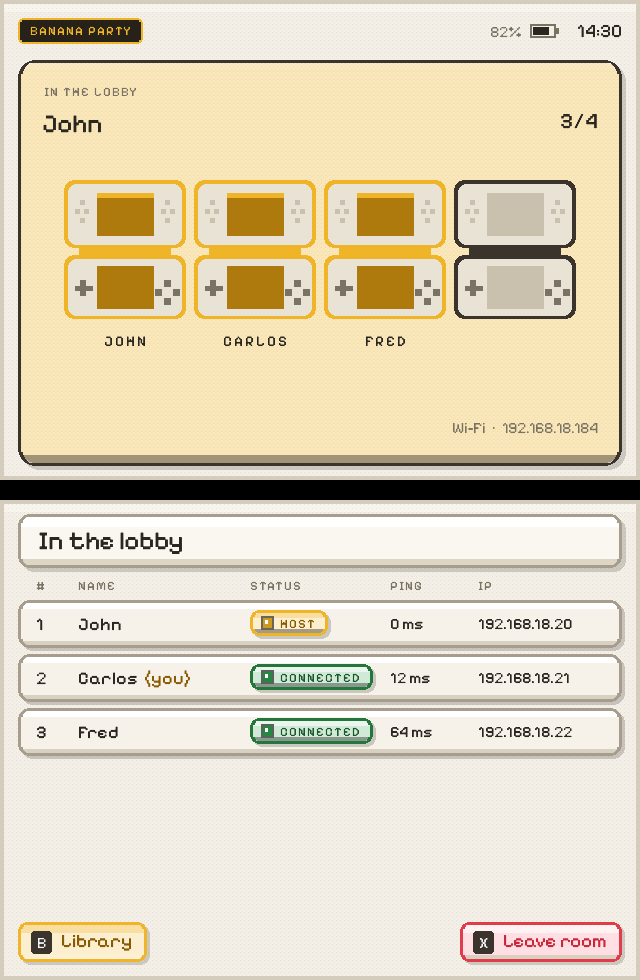 BANANA PARTY
82% 14:30
IN THE LOBBY
John 3/4
JOHN CARLOS FRED
Wi-Fi · 192.168.18.184
In the lobby
# NAME STATUS PING IP
1 John HOST 0 ms 192.168.18.20
2 Carlos (you) CONNECTED 12 ms 192.168.18.21
3 Fred CONNECTED 64 ms 192.168.18.22
B Library X Leave room